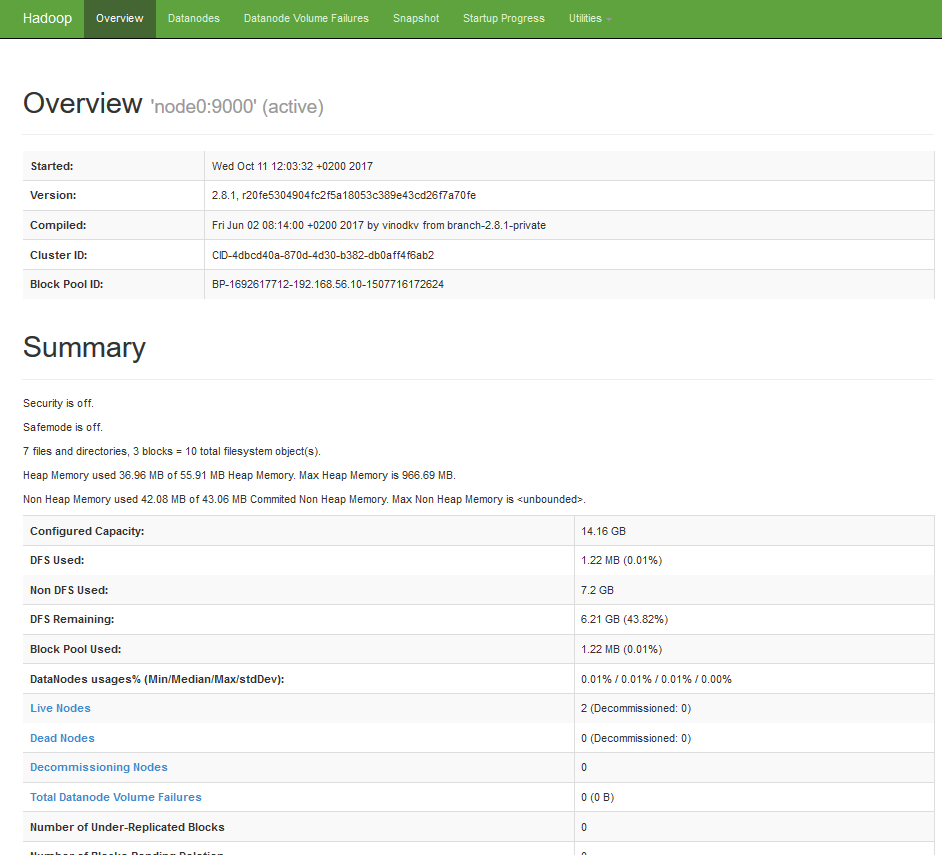 Hadoop Overview Datanodes Datanode Volume Failures Snapshot Startup Progress Utilities
Overview 'node0:9000' (active)
Started: Wed Oct 11 12:03:32 +0200 2017
Version: 2.8.1, r20fe5304904fc2f5a18053c389e43cd26f7a70fe
Compiled: Fri Jun 02 08:14:00 +0200 2017 by vinodkv from branch-2.8.1-private
Cluster ID: CID-4dbcd40a-870d-4d30-b382-db0aff4f6ab2
Block Pool ID: BP-1692617712-192.168.56.10-1507716172624
Summary
Security is off.
Safemode is off.
7 files and directories, 3 blocks = 10 total filesystem object(s).
Heap Memory used 36.96 MB of 55.91 MB Heap Memory. Max Heap Memory is 966.69 MB.
Non Heap Memory used 42.08 MB of 43.06 MB Commited Non Heap Memory. Max Non Heap Memory is <unbounded>.
Configured Capacity: 14.16 GB
DFS Used: 1.22 MB (0.01%)
Non DFS Used: 7.2 GB
DFS Remaining: 6.21 GB (43.82%)
Block Pool Used: 1.22 MB (0.01%)
DataNodes usages% (Min/Median/Max/stdDev): 0.01% / 0.01% / 0.01% / 0.00%
Live Nodes 2 (Decommissioned: 0)
Dead Nodes 0 (Decommissioned: 0)
Decommissioning Nodes 0
Total Datanode Volume Failures 0 (0 B)
Number of Under-Replicated Blocks 0
Number of Blocks Pending Deletion 0